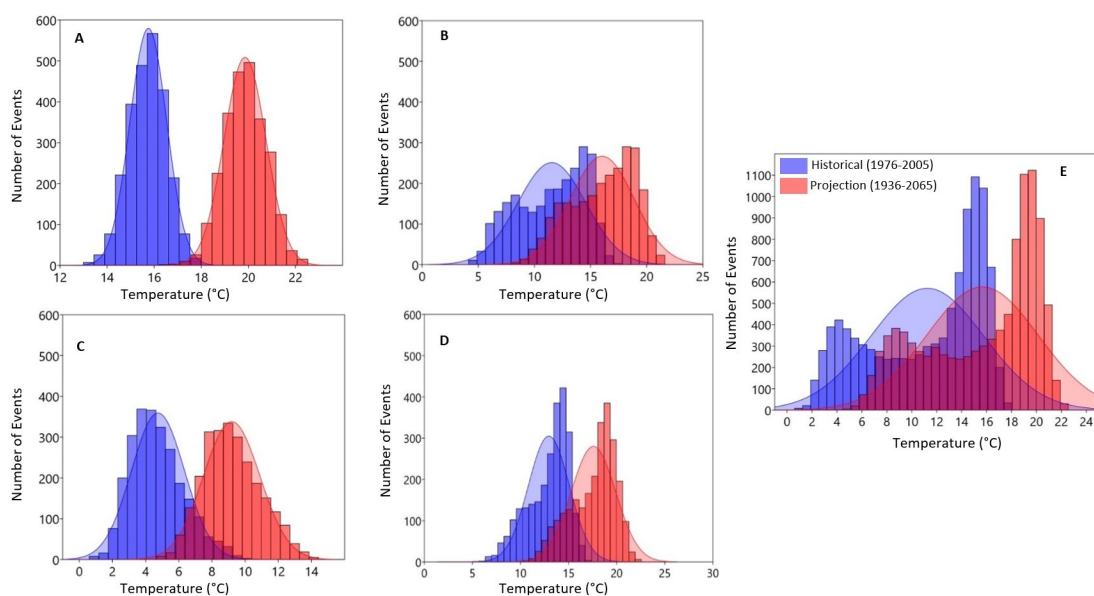 A
600
500
400
300
200
100
0
12 14 16 18 20 22
Number of Events
Temperature (°C)
B
600
500
400
300
200
100
0
0 5 10 15 20 25
Number of Events
Temperature (°C)
C
600
500
400
300
200
100
0
0 2 4 6 8 10 12 14
Number of Events
Temperature (°C)
D
600
500
400
300
200
100
0
0 5 10 15 20 25 30
Number of Events
Temperature (°C)
E
Historical (1976-2005)
Projection (1936-2065)
1100
1000
900
800
700
600
500
400
300
200
100
0
0 2 4 6 8 10 12 14 16 18 20 22 24
Number of Events
Temperature (°C)